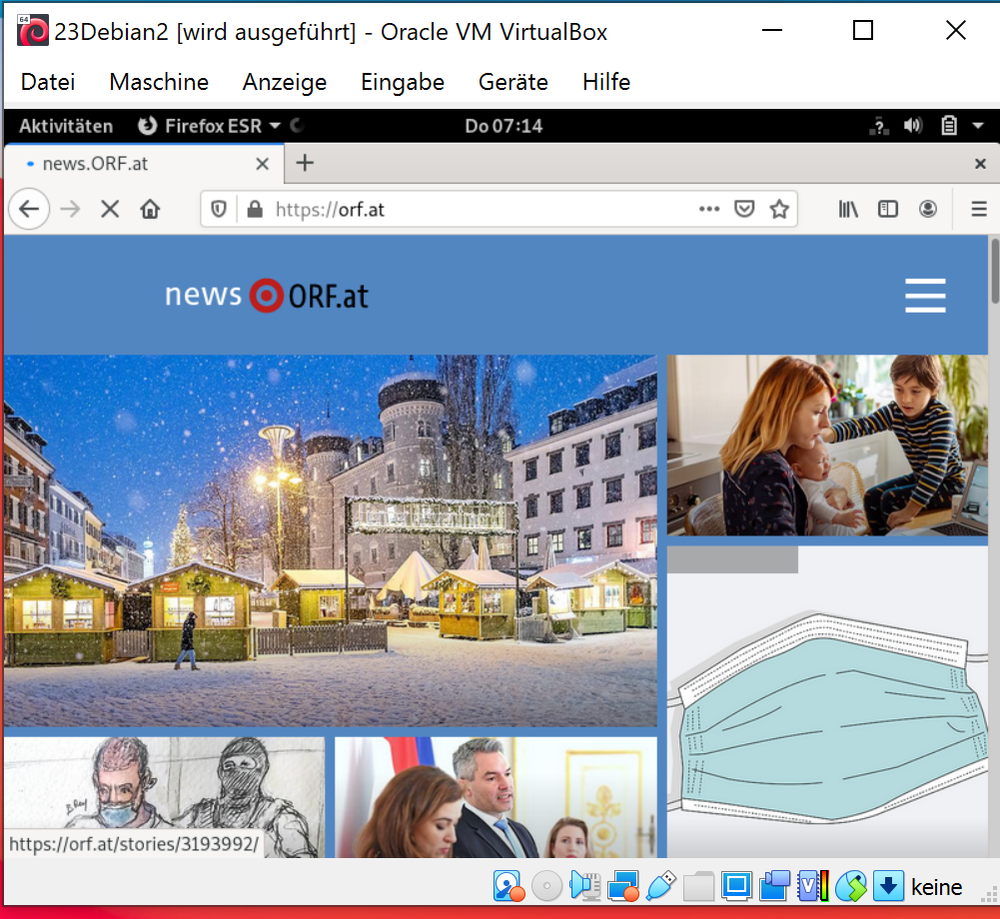 23Debian2 [wird ausgeführt] - Oracle VM VirtualBox
Datei Maschine Anzeige Eingabe Geräte Hilfe
Aktivitäten Firefox ESR Do 07:14
news.ORF.at
https://orf.at
news ORF.at
https://orf.at/stories/3193992/
keine